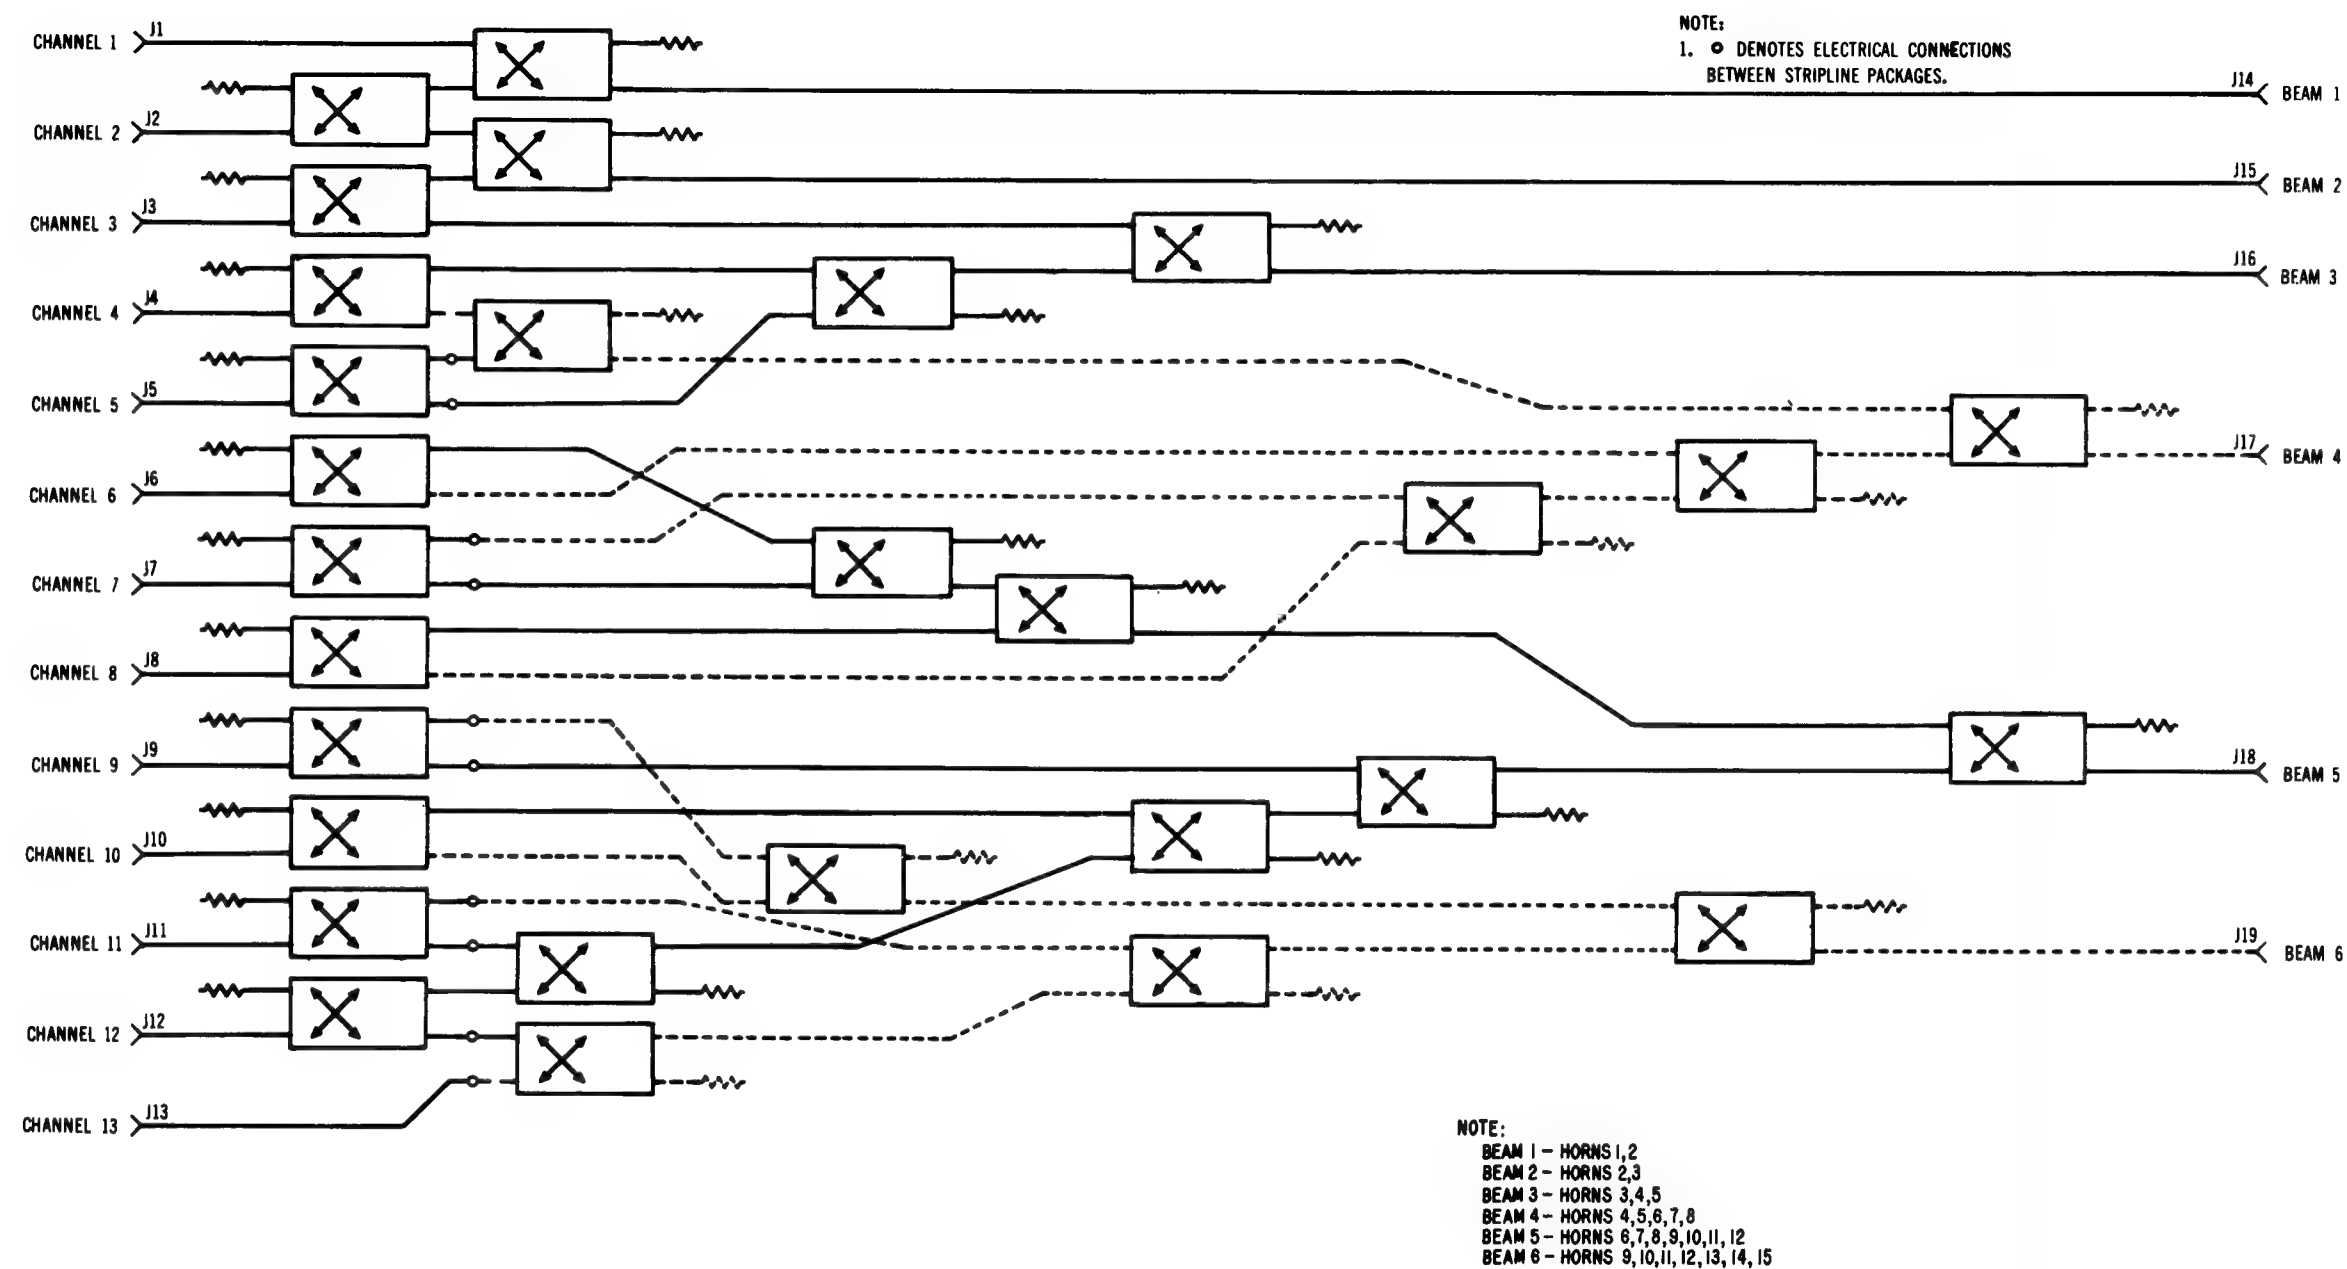 CHANNEL 1 J1
NOTE:
1. O DENOTES ELECTRICAL CONNECTIONS
BETWEEN STRIPLINE PACKAGES.
J14 BEAM 1
CHANNEL 2 J2
J15 BEAM 2
CHANNEL 3 J3
J16 BEAM 3
CHANNEL 4 J4
CHANNEL 5 J5
J17 BEAM 4
CHANNEL 6 J6
CHANNEL 7 J7
CHANNEL 8 J8
CHANNEL 9 J9
J18 BEAM 5
CHANNEL 10 J10
CHANNEL 11 J11
J19 BEAM 6
CHANNEL 12 J12
CHANNEL 13 J13
NOTE:
BEAM 1 - HORNS 1,2
BEAM 2 - HORNS 2,3
BEAM 3 - HORNS 3,4,5
BEAM 4 - HORNS 4,5,6,7,8
BEAM 5 - HORNS 6,7,8,9,10,11, 12
BEAM 6 - HORNS 9,10,11,12,13,14,15